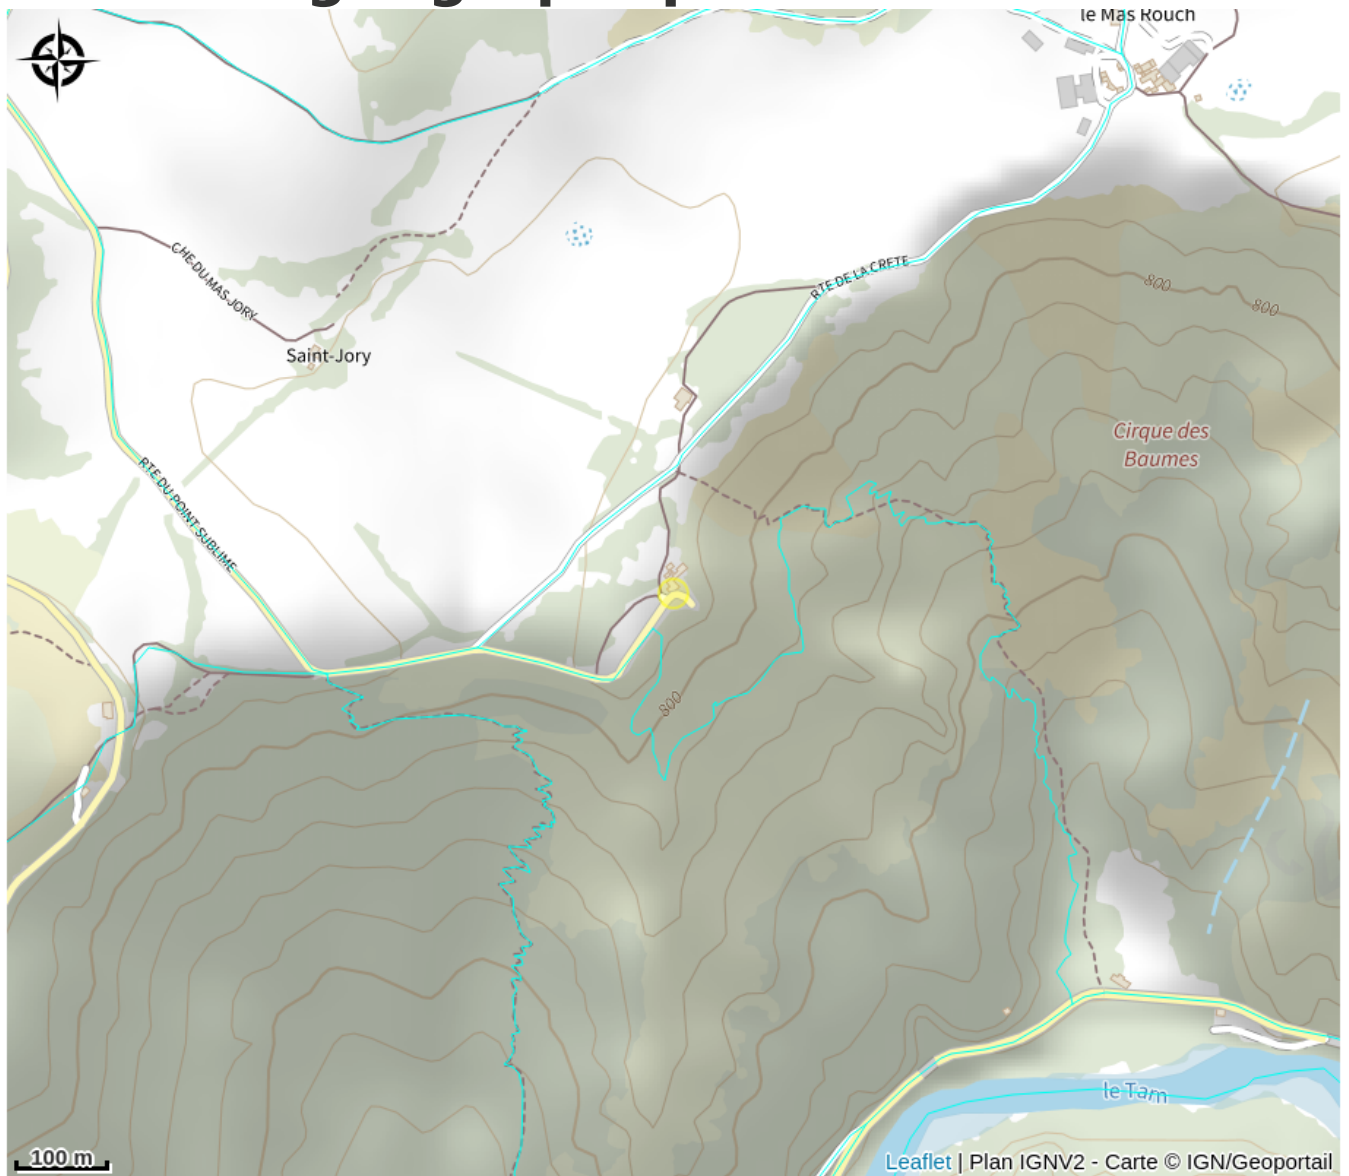 le Mas Rouch
CHE DU MAS JORY
RTE DE LA CRETE
800
800
Saint-Jory
Cirque des
Baumes
RTE DU POINT SUBLIME
800
le Tarn
100 m
Leaflet | Plan IGNV2 - Carte © IGN/Geoportail